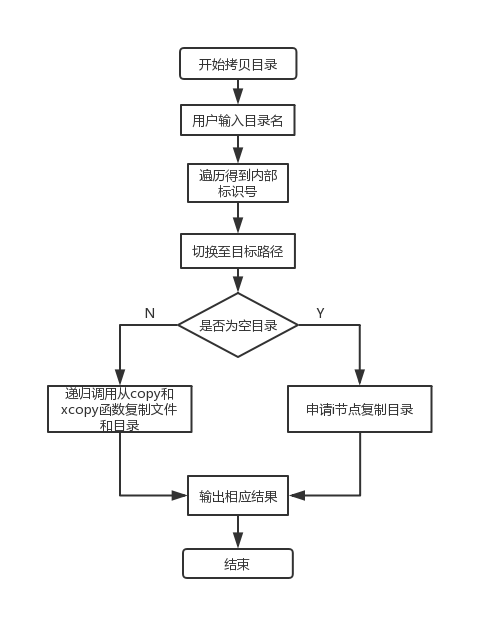 开始拷贝目录
用户输入目录名
遍历得到内部
标识号
切换至目标路径
是否为空目录
N
Y
递归调用从copy和
xcopy函数复制文件
和目录
申请i节点复制目录
输出相应结果
结束